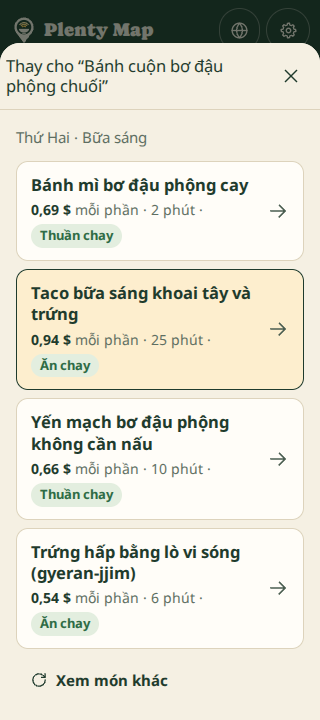 Plenty Map
Thay cho “Bánh cuộn bơ đậu
phộng chuối”
Thứ Hai · Bữa sáng
Bánh mì bơ đậu phộng cay
0,69 $ mỗi phần · 2 phút ·
Thuần chay
Taco bữa sáng khoai tây và
trứng
0,94 $ mỗi phần · 25 phút ·
Ăn chay
Yến mạch bơ đậu phộng
không cần nấu
0,66 $ mỗi phần · 10 phút ·
Thuần chay
Trứng hấp bằng lò vi sóng
(gyeran-jjim)
0,54 $ mỗi phần · 6 phút ·
Ăn chay
Xem món khác